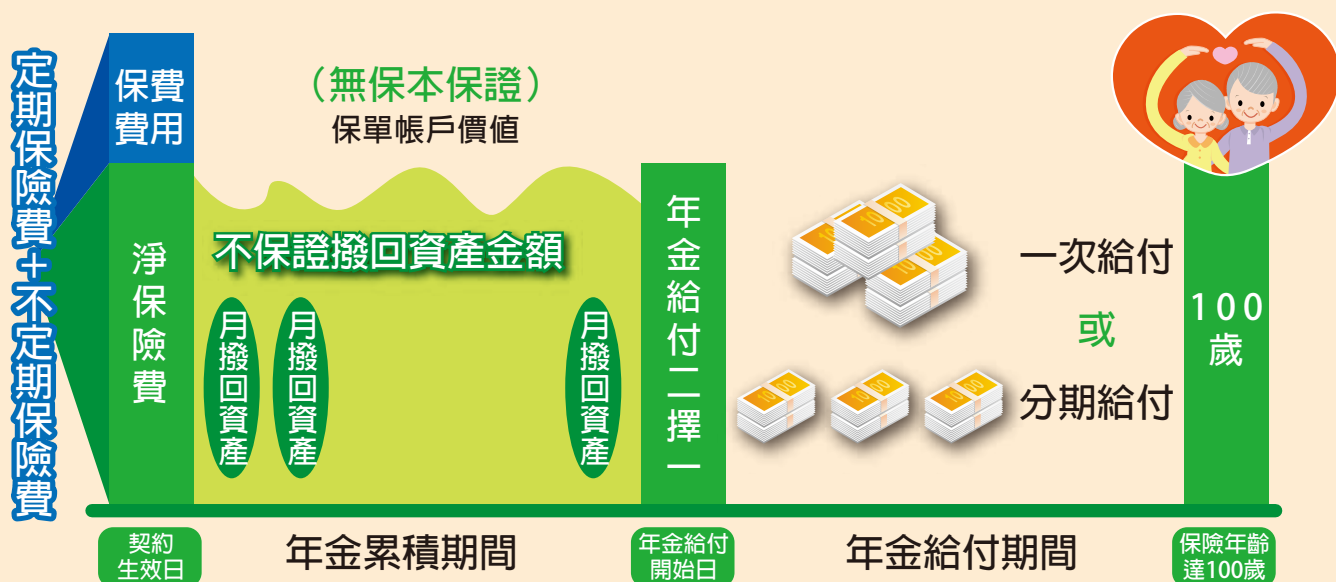 定期保險費+不定期保險費
保費
費用
淨保險費
（無保本保證）
保單帳戶價值
不保證撥回資產金額
月撥回資產
月撥回資產
月撥回資產
年金給付二擇一
一次給付
或
分期給付
100
歲
契約
生效日
年金累積期間
年金給付
開始日
年金給付期間
保險年齡
達100歲